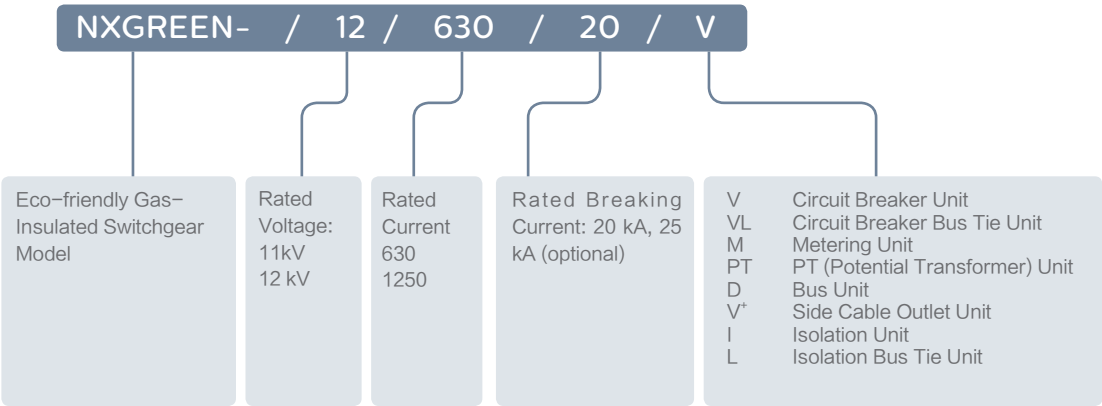 NXGREEN- / 12 / 630 / 20 / V
Eco-friendly Gas-
Insulated Switchgear
Model
Rated
Voltage:
11kV
12 kV
Rated
Current
630
1250
Rated Breaking
Current: 20 kA, 25
kA (optional)
V Circuit Breaker Unit
VL Circuit Breaker Bus Tie Unit
M Metering Unit
PT PT (Potential Transformer) Unit
D Bus Unit
V⁺ Side Cable Outlet Unit
I Isolation Unit
L Isolation Bus Tie Unit